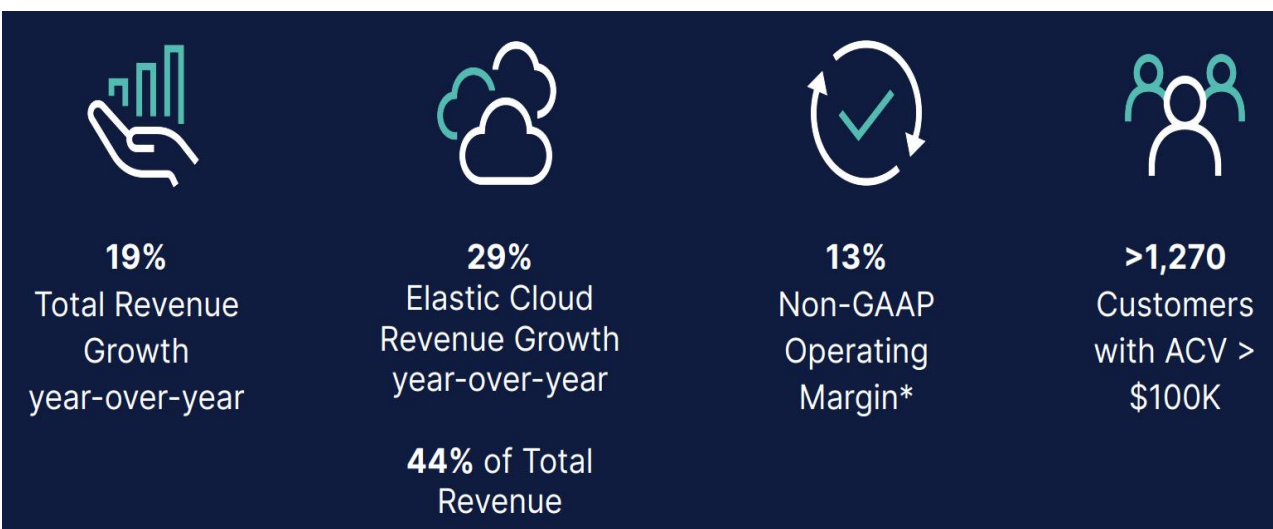 19%
Total Revenue
Growth
year-over-year
29%
Elastic Cloud
Revenue Growth
year-over-year
44% of Total
Revenue
13%
Non-GAAP
Operating
Margin*
>1,270
Customers
with ACV >
$100K